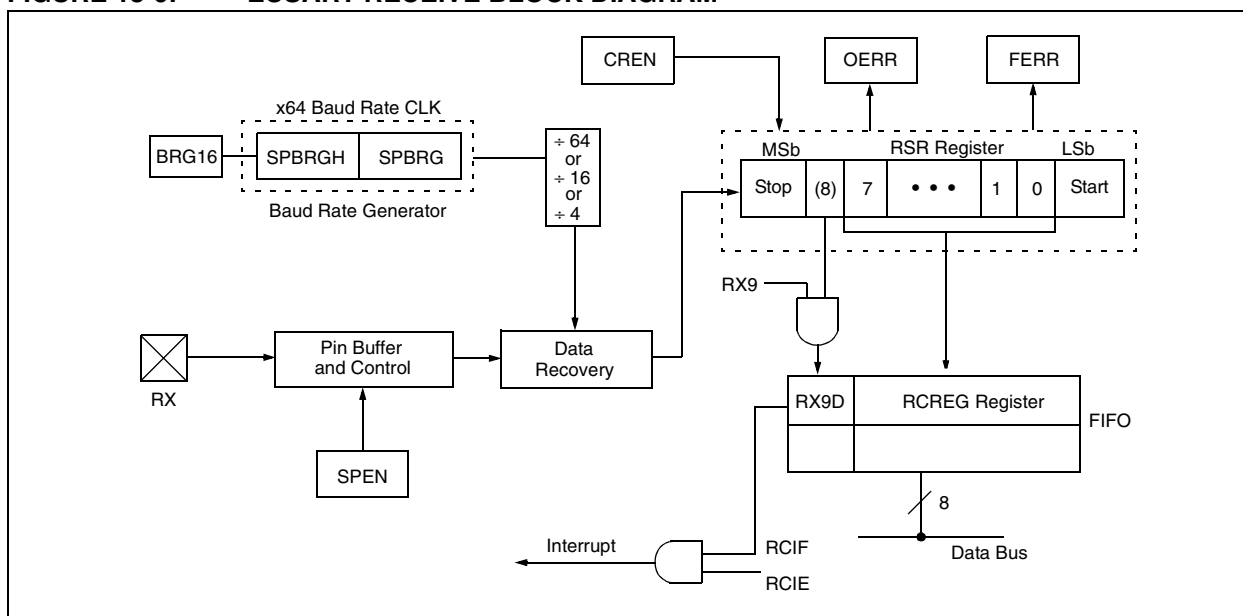 CREN
OERR
FERR
x64 Baud Rate CLK
BRG16
SPBRGH
SPBRG
Baud Rate Generator
÷ 64
or
÷ 16
or
÷ 4
MSb
RSR Register
LSb
Stop
(8)
7
• • •
1
0
Start
RX9
Pin Buffer
and Control
Data
Recovery
RX
SPEN
RX9D
RCREG Register
FIFO
8
Data Bus
Interrupt
RCIF
RCIE